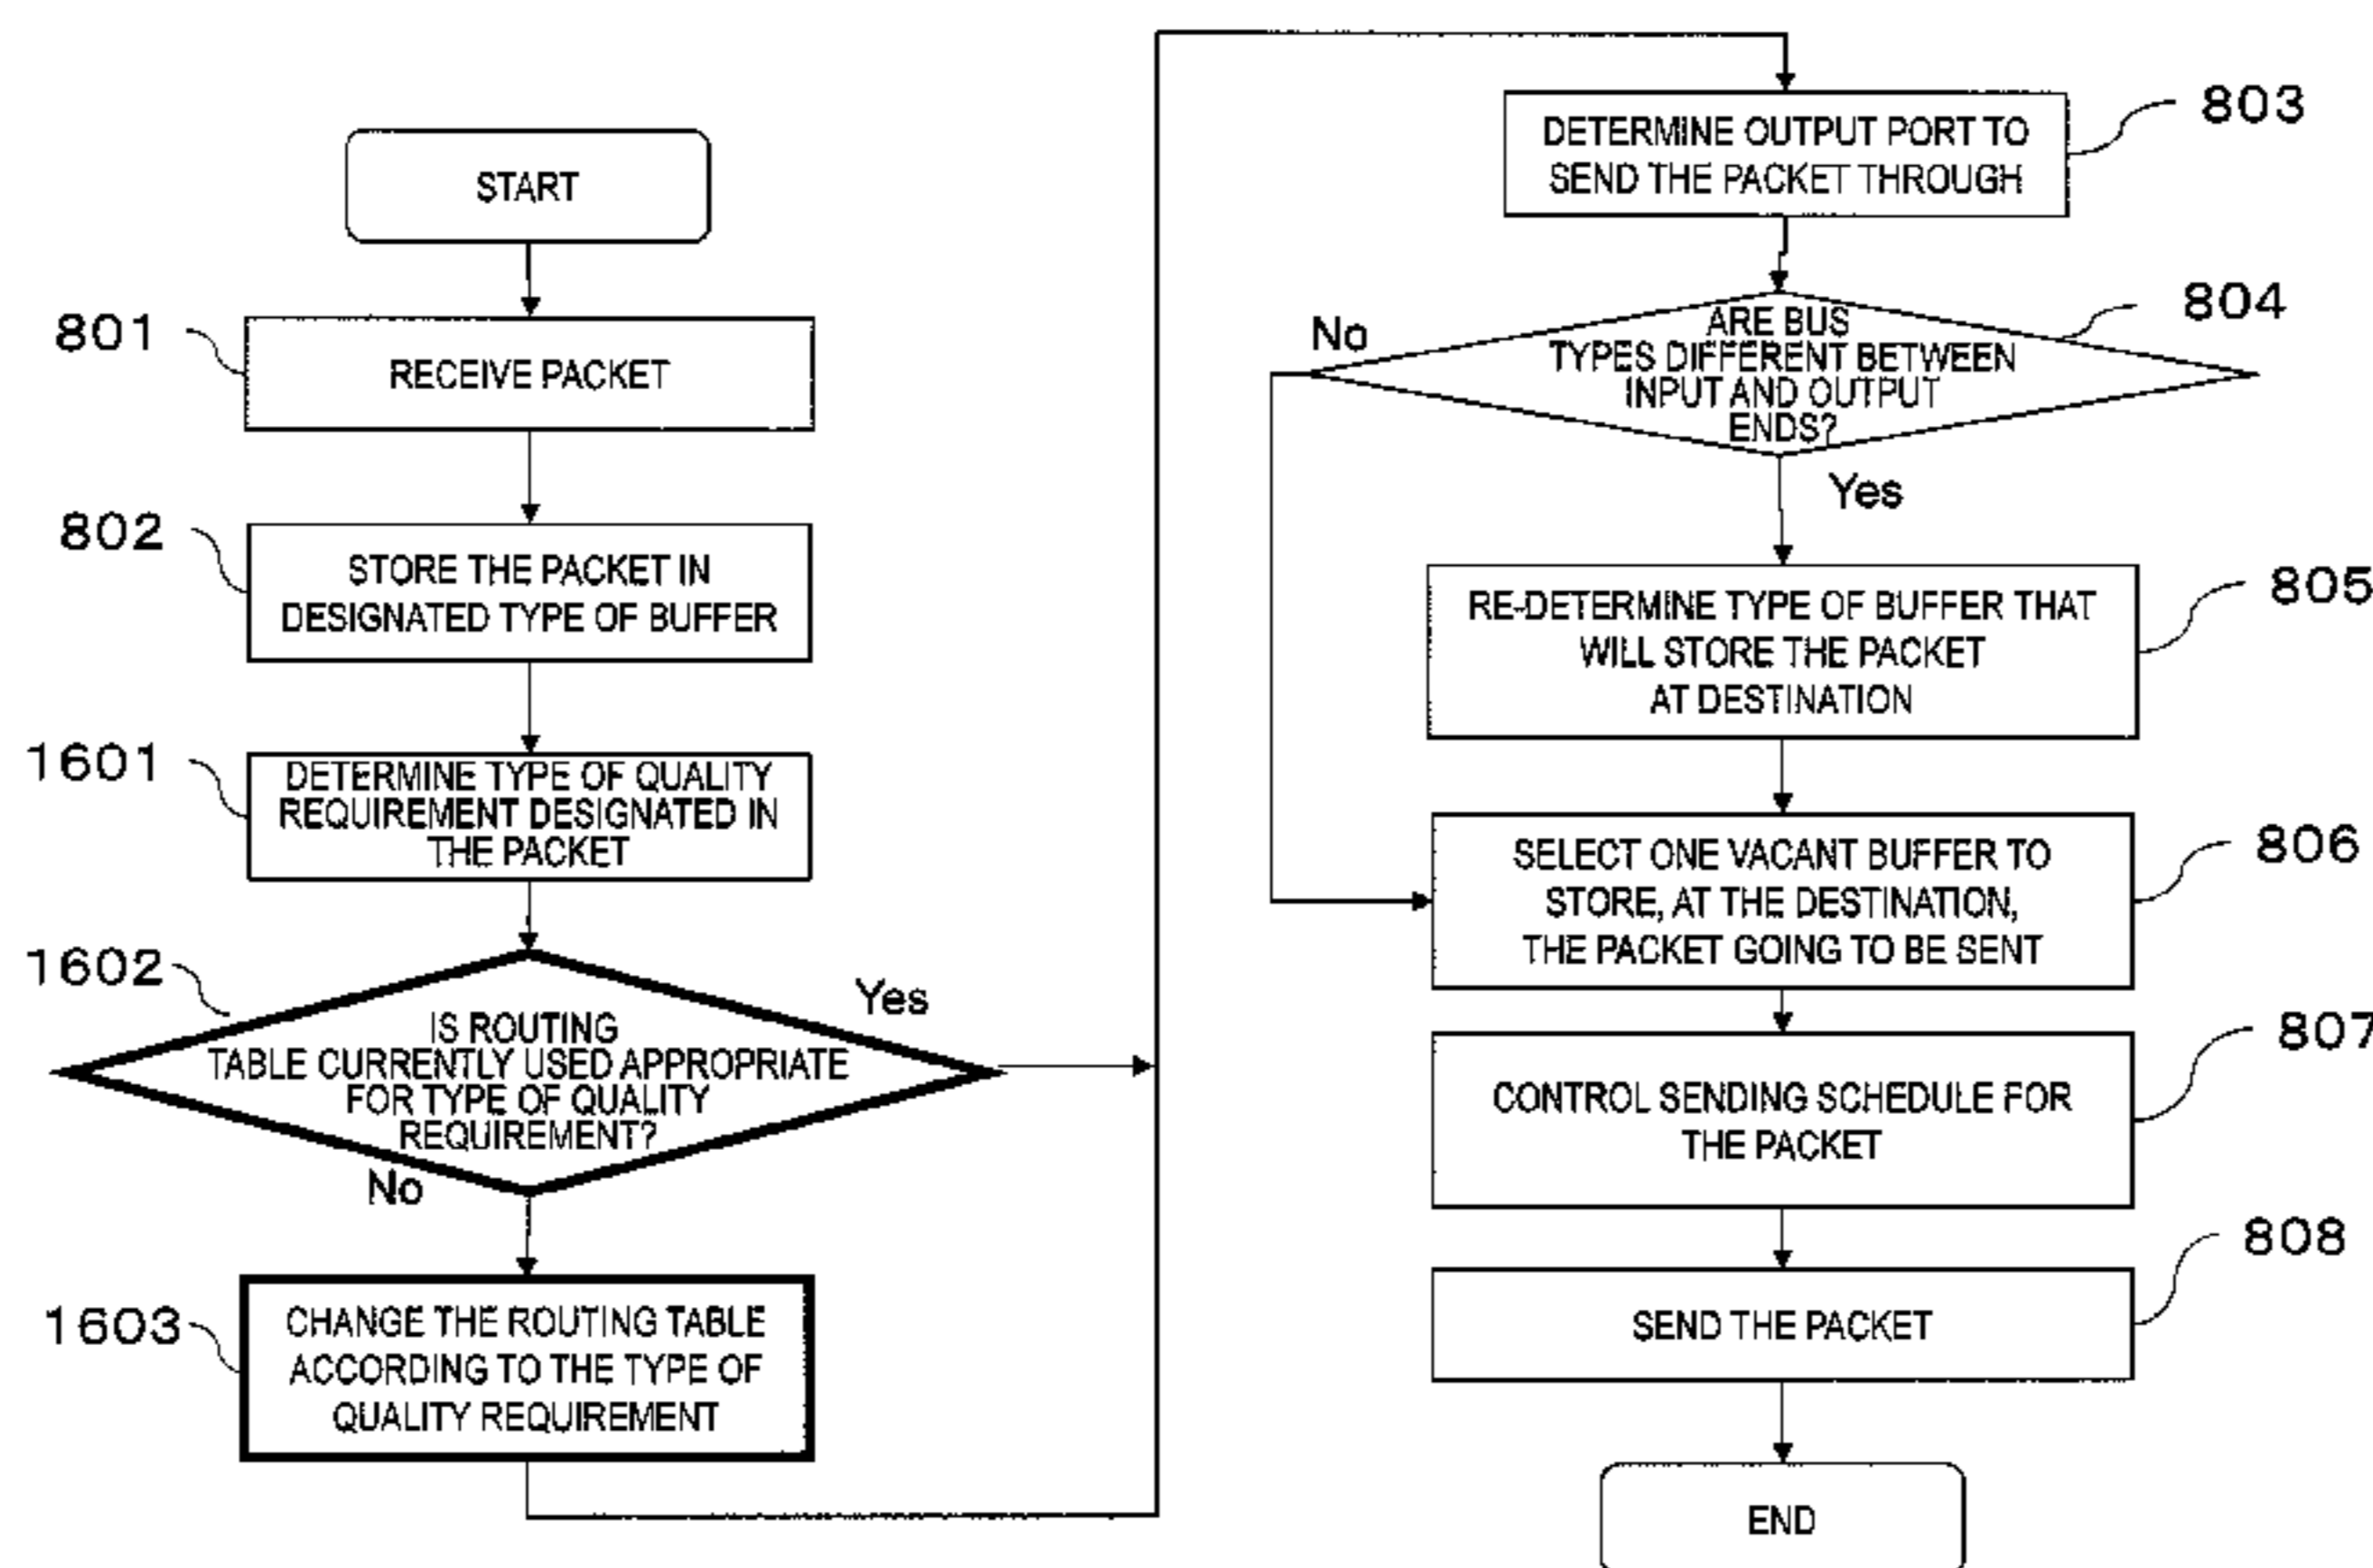 START
801
RECEIVE PACKET
802
STORE THE PACKET IN
DESIGNATED TYPE OF BUFFER
1601
DETERMINE TYPE OF QUALITY
REQUIREMENT DESIGNATED IN
THE PACKET
1602
Yes
IS ROUTING
TABLE CURRENTLY USED APPROPRIATE
FOR TYPE OF QUALITY
REQUIREMENT?
No
1603
CHANGE THE ROUTING TABLE
ACCORDING TO THE TYPE OF
QUALITY REQUIREMENT
803
DETERMINE OUTPUT PORT TO
SEND THE PACKET THROUGH
804
No
ARE BUS
TYPES DIFFERENT BETWEEN
INPUT AND OUTPUT
ENDS?
Yes
805
RE-DETERMINE TYPE OF BUFFER THAT
WILL STORE THE PACKET
AT DESTINATION
806
SELECT ONE VACANT BUFFER TO
STORE, AT THE DESTINATION,
THE PACKET GOING TO BE SENT
807
CONTROL SENDING SCHEDULE FOR
THE PACKET
808
SEND THE PACKET
END